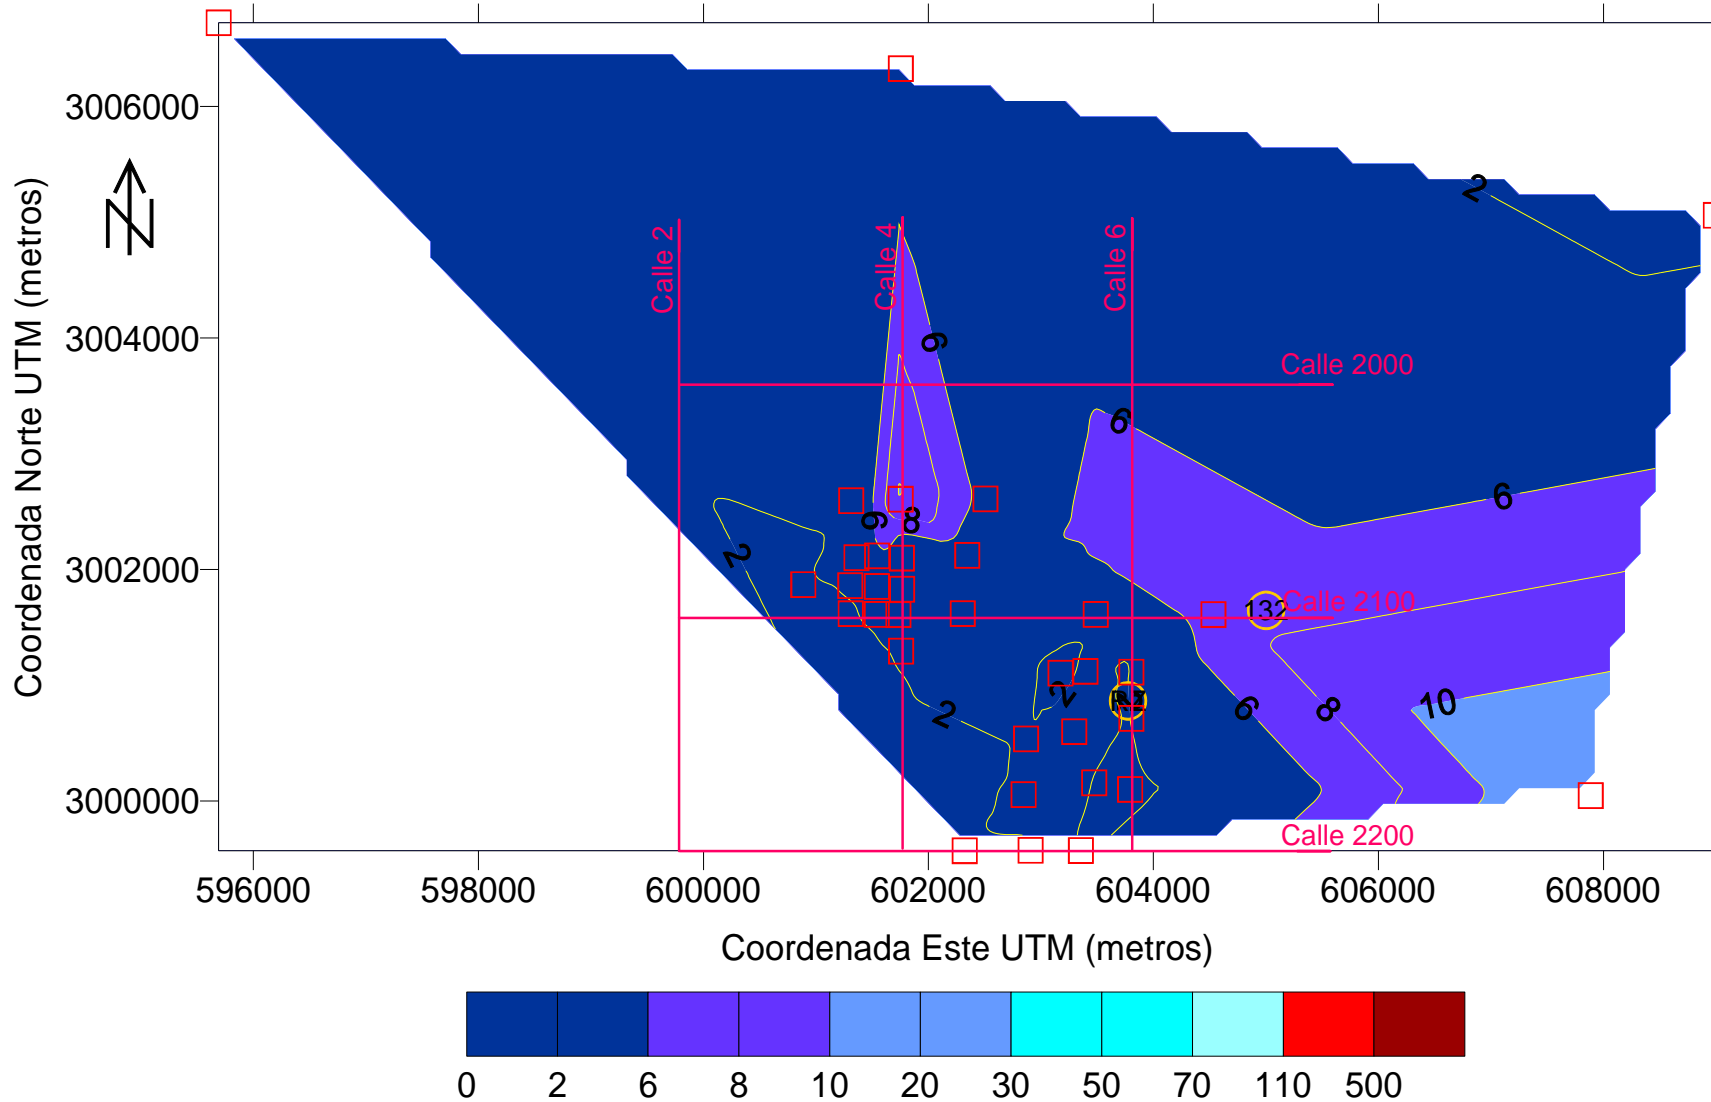 3006000
3004000
3002000
3000000
Coordenada Norte UTM (metros)
N
Calle 2
Calle 4
Calle 6
2
6
Calle 2000
6
6
6
8
2
132
Calle 2100
2
2
6
8
10
Calle 2200
596000 598000 600000 602000 604000 606000 608000
Coordenada Este UTM (metros)
0 2 6 8 10 20 30 50 70 110 500